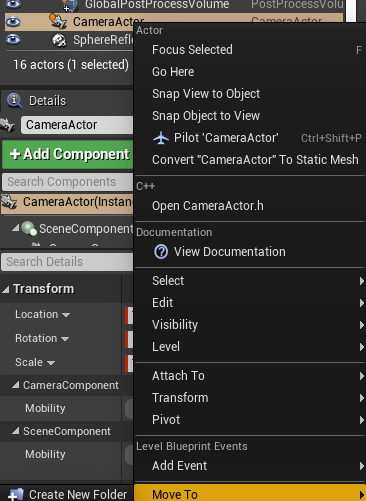 GlobalPostProcessVolume PostProcessVolume
CameraActor CameraActor
SphereRefle
16 actors (1 selected)
Details
CameraActor
+ Add Component
Search Components
CameraActor(Instan
SceneComponent
Search Details
Transform
Location
Rotation
Scale
CameraComponent
Mobility
SceneComponent
Mobility
Create New Folder
Actor
Focus Selected F
Go Here
Snap View to Object
Snap Object to View
Pilot 'CameraActor' Ctrl+Shift+P
Convert "CameraActor" To Static Mesh
C++
Open CameraActor.h
Documentation
View Documentation
Select
Edit
Visibility
Level
Attach To
Transform
Pivot
Level Blueprint Events
Add Event
Move To